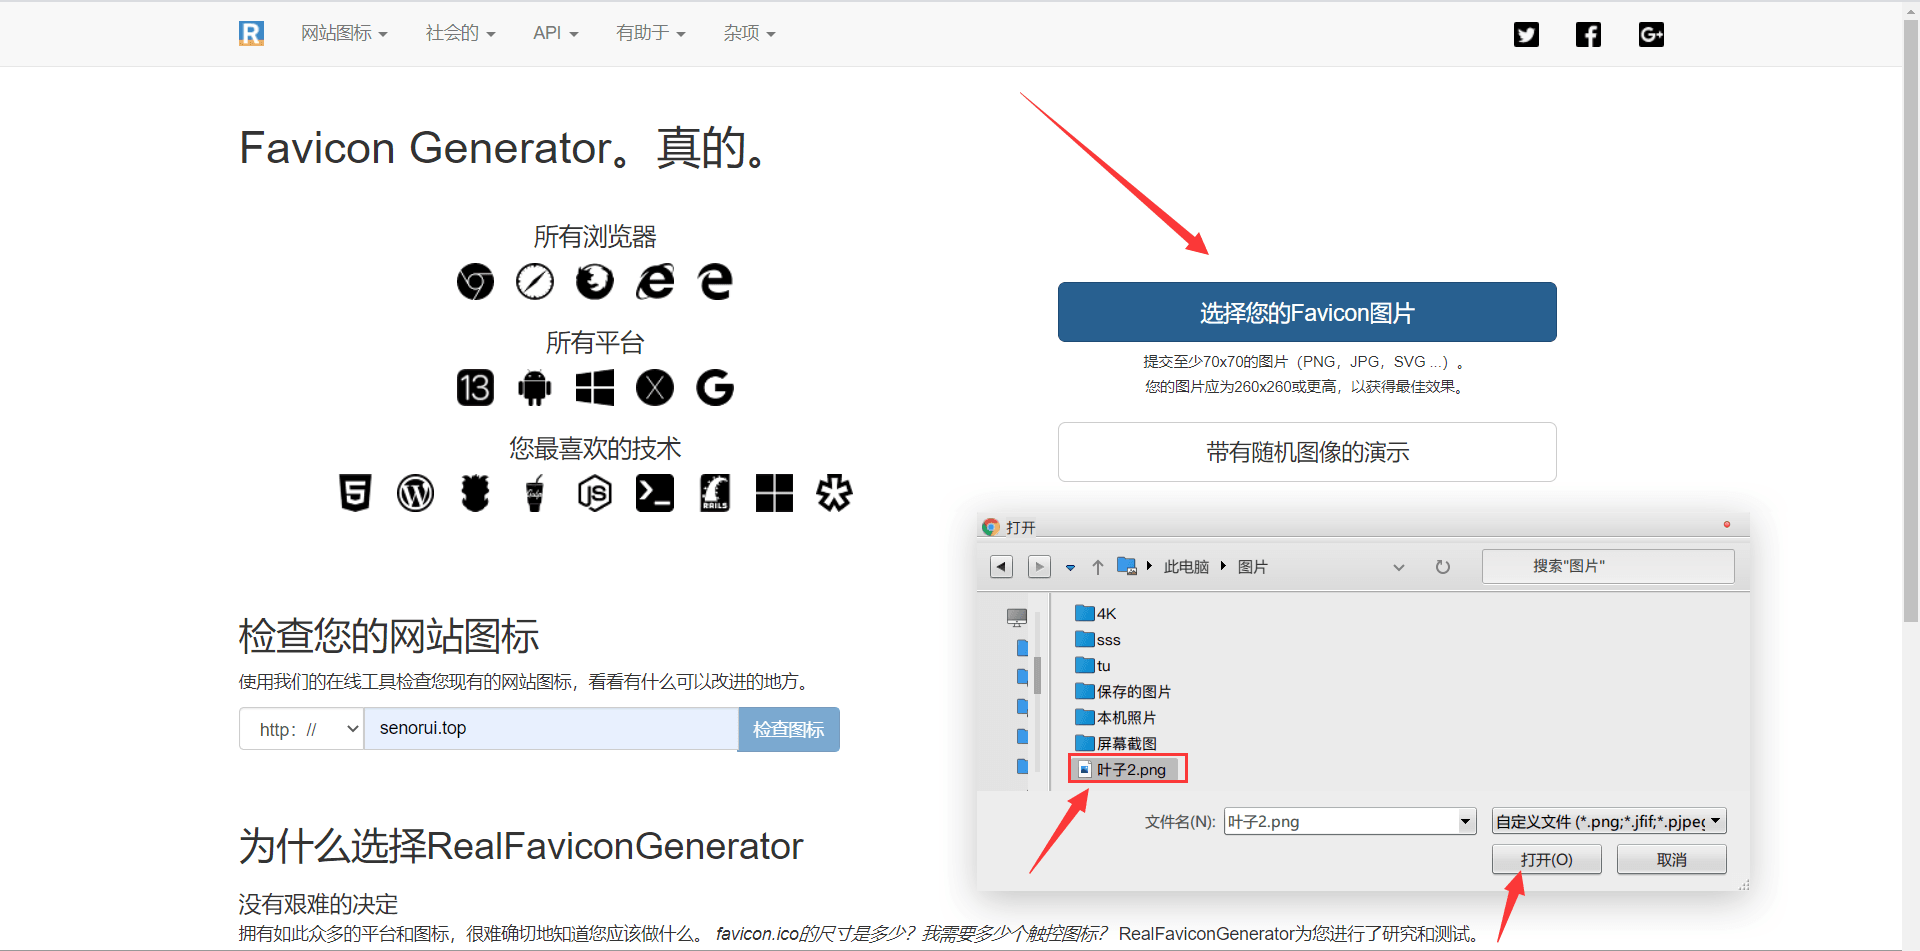 R 网站图标 社会的 API 有助于 杂项 G+
Favicon Generator。真的。
所有浏览器
所有平台
13 X G
您最喜欢的技术
5 W Gulp JS >_ RAILS
选择您的Favicon图片
提交至少70x70的图片（PNG，JPG，SVG ...）。
您的图片应为260x260或更高，以获得最佳效果。
带有随机图像的演示
打开
此电脑 图片 搜索"图片"
4K
sss
tu
保存的图片
本机照片
屏幕截图
叶子2.png
文件名(N): 叶子2.png 自定义文件 (*.png;*.jfif;*.pjpeg
打开(O) 取消
检查您的网站图标
使用我们的在线工具检查您现有的网站图标，看看有什么可以改进的地方。
http：// senorui.top 检查图标
为什么选择RealFaviconGenerator
没有艰难的决定
拥有如此众多的平台和图标，很难确切地知道您应该做什么。 favicon.ico的尺寸是多少？我需要多少个触控图标？ RealFaviconGenerator为您进行了研究和测试。